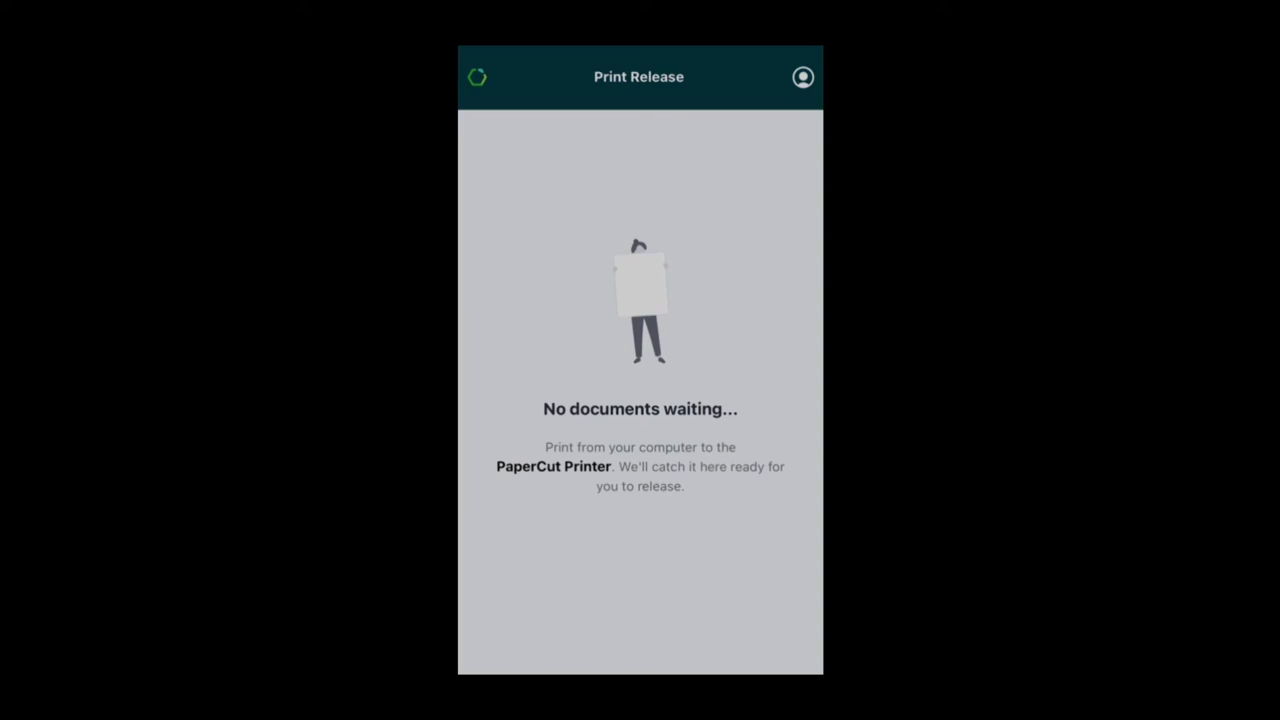 Print Release
No documents waiting...
Print from your computer to the
PaperCut Printer. We'll catch it here ready for
you to release.